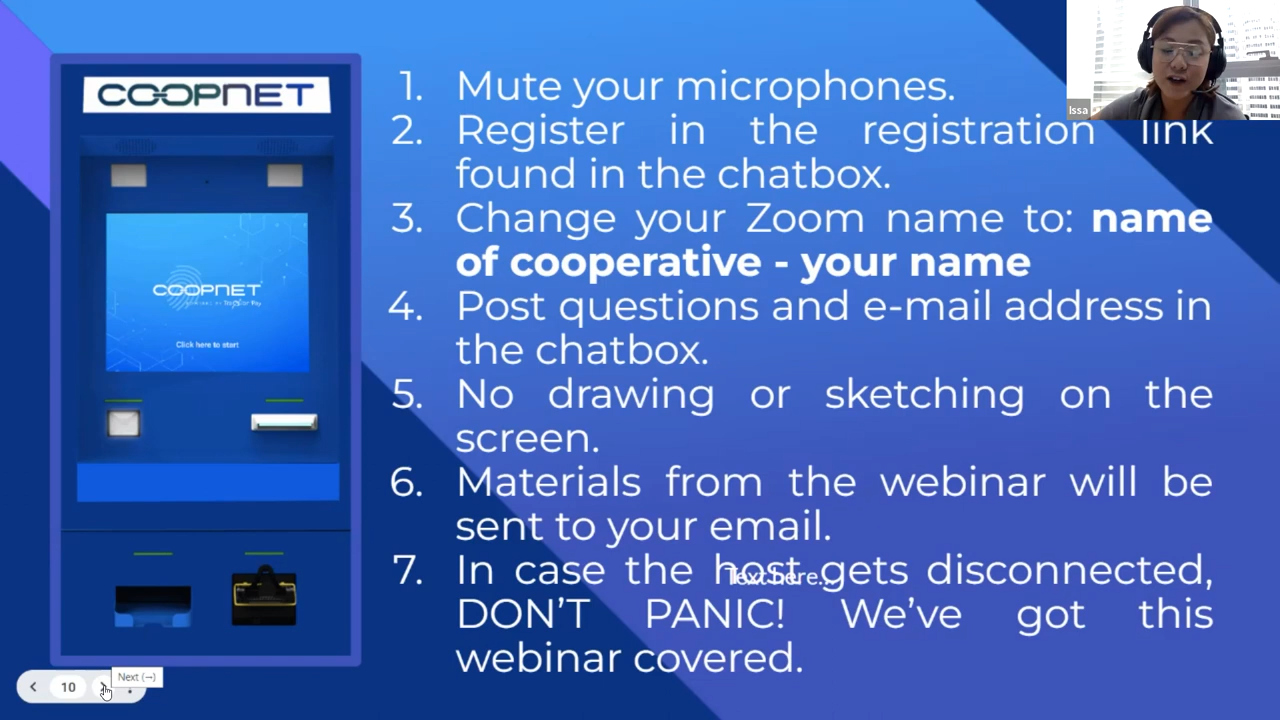 COOPNET
COOPNET
Click here to start
1. Mute your microphones.
2. Register in the registration link
found in the chatbox.
3. Change your Zoom name to: name
of cooperative - your name
4. Post questions and e-mail address in
the chatbox.
5. No drawing or sketching on the
screen.
6. Materials from the webinar will be
sent to your email.
7. In case the host gets disconnected,
Text here...
DON'T PANIC! We've got this
webinar covered.
Issa
10
Next (→)